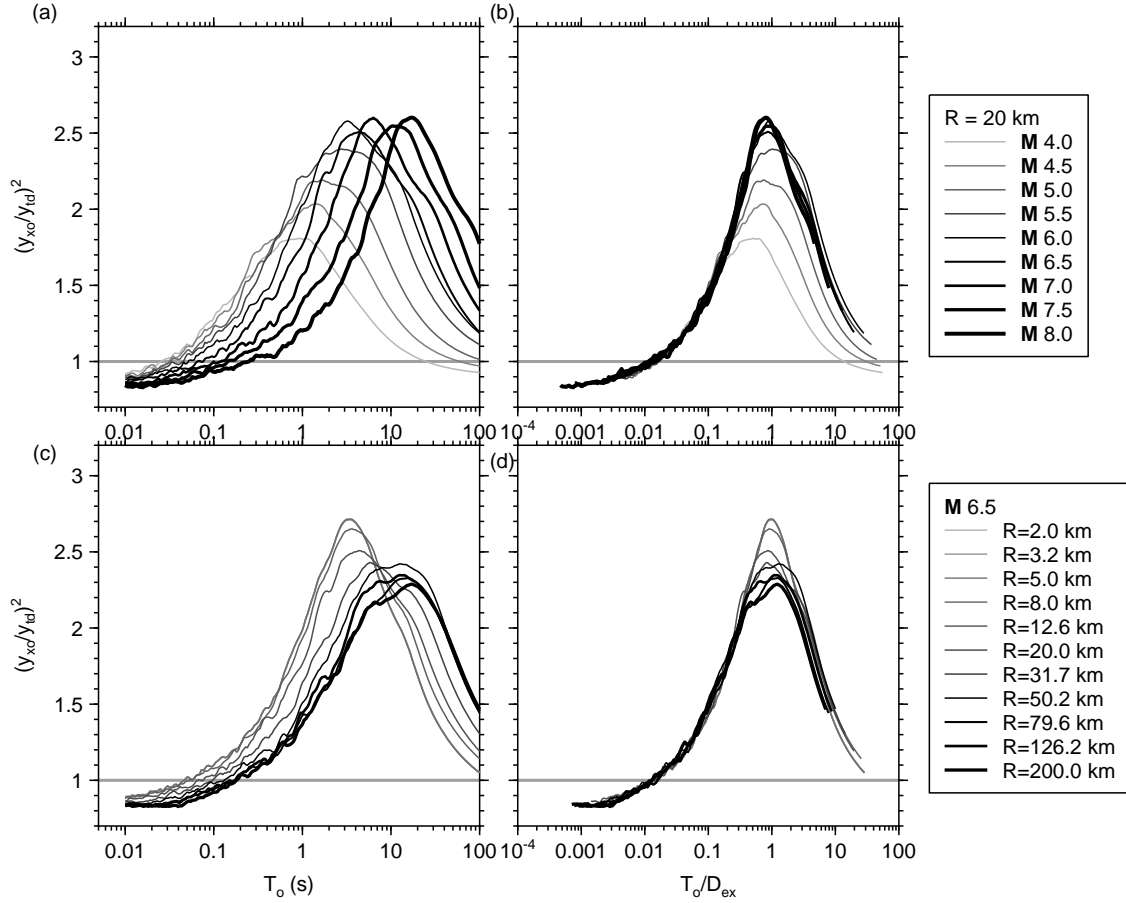 (a)
(b)
3
2.5
2
1.5
1
(y_xo/y_td)^2
R = 20 km
M 4.0
M 4.5
M 5.0
M 5.5
M 6.0
M 6.5
M 7.0
M 7.5
M 8.0
0.01 0.1 1 10 100
10^-4 0.001 0.01 0.1 1 10 100
(c)
(d)
3
2.5
2
1.5
1
(y_xo/y_td)^2
M 6.5
R=2.0 km
R=3.2 km
R=5.0 km
R=8.0 km
R=12.6 km
R=20.0 km
R=31.7 km
R=50.2 km
R=79.6 km
R=126.2 km
R=200.0 km
0.01 0.1 1 10 100
10^-4 0.001 0.01 0.1 1 10 100
T_o (s)
T_o/D_ex